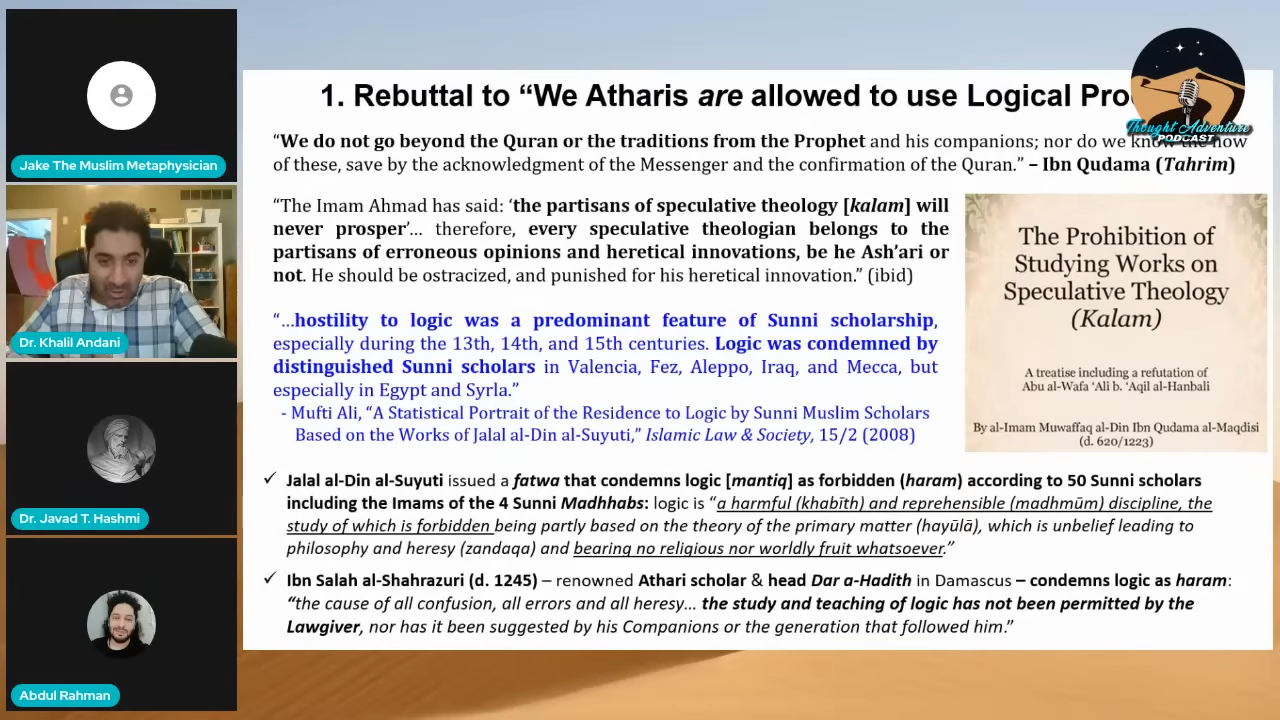 Jake The Muslim Metaphysician
Dr. Khalil Andani
Dr. Javad T. Hashmi
Abdul Rahman
Thought Adventure
PODCAST
1. Rebuttal to “We Atharis are allowed to use Logical Pro
“We do not go beyond the Quran or the traditions from the Prophet and his companions; nor do we know the how
of these, save by the acknowledgment of the Messenger and the confirmation of the Quran.” – Ibn Qudama (Tahrim)
“The Imam Ahmad has said: ‘the partisans of speculative theology [kalam] will
never prosper’... therefore, every speculative theologian belongs to the
partisans of erroneous opinions and heretical innovations, be he Ash’ari or
not. He should be ostracized, and punished for his heretical innovation.” (ibid)
“...hostility to logic was a predominant feature of Sunni scholarship,
especially during the 13th, 14th, and 15th centuries. Logic was condemned by
distinguished Sunni scholars in Valencia, Fez, Aleppo, Iraq, and Mecca, but
especially in Egypt and Syrla.”
- Mufti Ali, “A Statistical Portrait of the Residence to Logic by Sunni Muslim Scholars
Based on the Works of Jalal al-Din al-Suyuti,” Islamic Law & Society, 15/2 (2008)
The Prohibition of
Studying Works on
Speculative Theology
(Kalam)
A treatise including a refutation of
Abu al-Wafa ‘Ali b. ‘Aqil al-Hanbali
By al-Imam Muwaffaq al-Din Ibn Qudama al-Maqdisi
(d. 620/1223)
✓ Jalal al-Din al-Suyuti issued a fatwa that condemns logic [mantiq] as forbidden (haram) according to 50 Sunni scholars
including the Imams of the 4 Sunni Madhhabs: logic is “a harmful (khabīth) and reprehensible (madhmūm) discipline, the
study of which is forbidden being partly based on the theory of the primary matter (hayūlā), which is unbelief leading to
philosophy and heresy (zandaqa) and bearing no religious nor worldly fruit whatsoever.”
✓ Ibn Salah al-Shahrazuri (d. 1245) – renowned Athari scholar & head Dar a-Hadith in Damascus – condemns logic as haram:
“the cause of all confusion, all errors and all heresy... the study and teaching of logic has not been permitted by the
Lawgiver, nor has it been suggested by his Companions or the generation that followed him.”